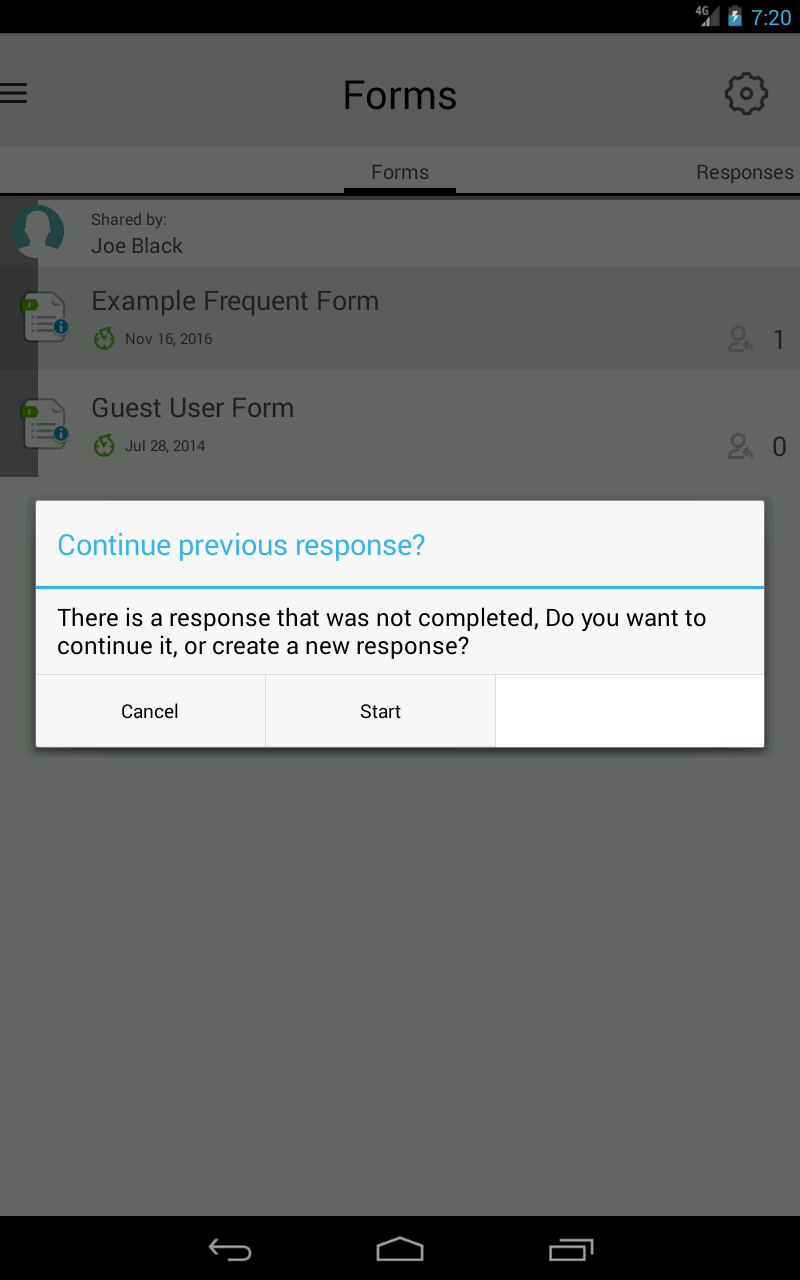 4G 7:20
Forms
Forms Responses
Shared by:
Joe Black
F
Example Frequent Form
Nov 16, 2016
1
F
Guest User Form
Jul 28, 2014
0
Continue previous response?
There is a response that was not completed, Do you want to
continue it, or create a new response?
Cancel Start